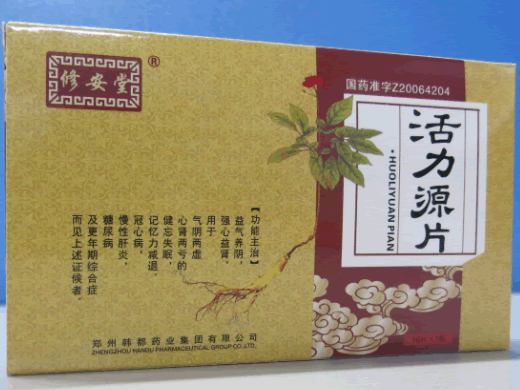 修安堂®
国药准字Z20064204
活力源片
·HUOLIYUAN PIAN
【功能主治】
益气养阴,
强心益肾。
用于
气阴两虚
心肾两亏的
健忘失眠,
记忆力减退,
冠心病,
慢性肝炎,
糖尿病
及更年期综合症
而见上述证候者。
郑州韩都药业集团有限公司
ZHENGZHOU HANDU PHARMACEUTICAL GROUP CO.,LTD.